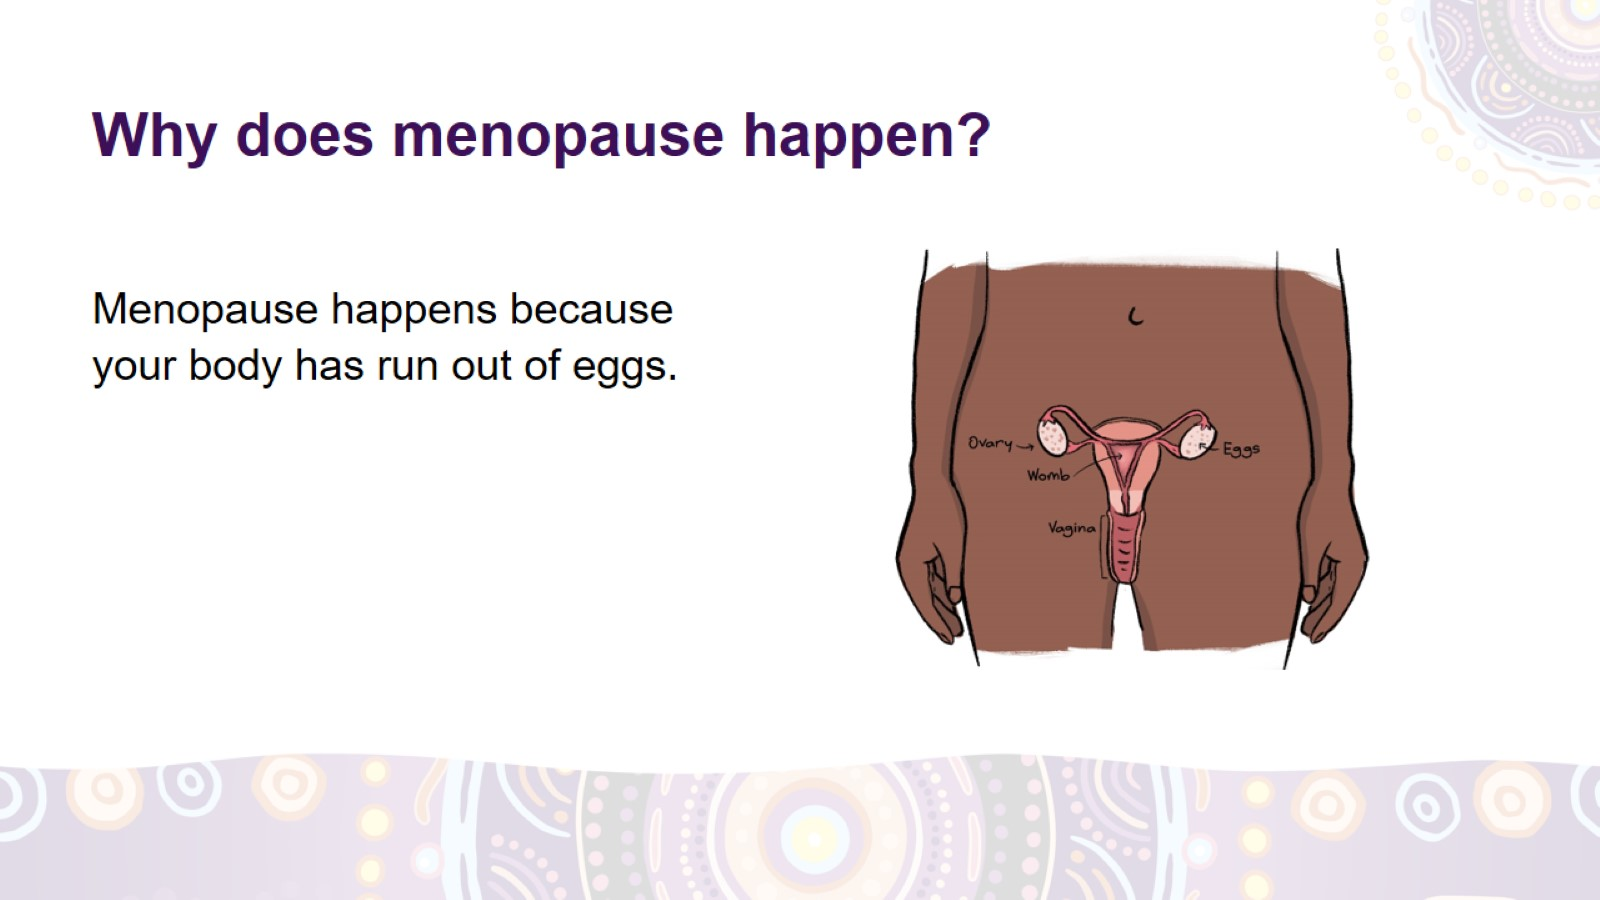 Why does menopause happen?
Menopause happens because
your body has run out of eggs.
Ovary
Eggs
Womb
Vagina